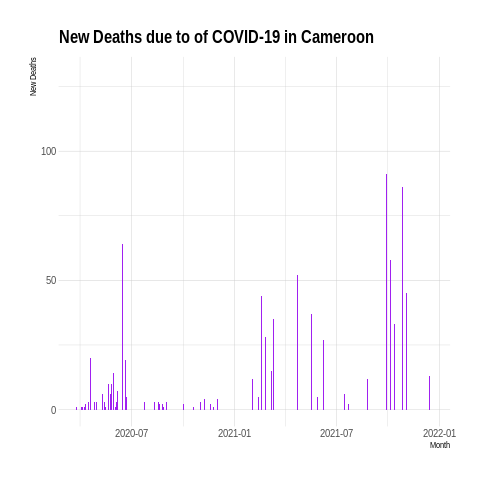 New Deaths due to of COVID-19 in Cameroon
New Deaths
100
50
0
2020-07 2021-01 2021-07 2022-01
Month